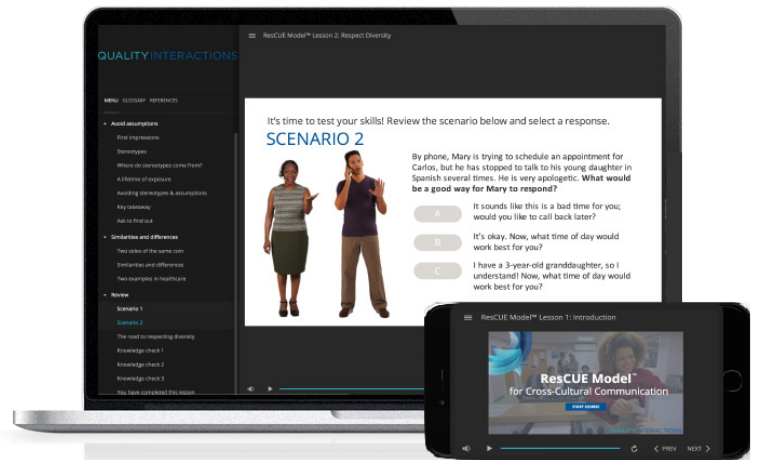 ResCUE Model™ Lesson 2: Respect Diversity
QUALITYINTERACTIONS
MENU GLOSSARY REFERENCES
Avoid assumptions
First impressions
Stereotypes
Where do stereotypes come from?
A lifetime of exposure
Avoiding stereotypes & assumptions
Key takeaway
Ask to find out
Similarities and differences
Two sides of the same coin
Similarities and differences
Two examples in healthcare
Review
Scenario 1
Scenario 2
The road to respecting diversity
Knowledge check 1
Knowledge check 2
Knowledge check 3
You have completed this lesson
It's time to test your skills! Review the scenario below and select a response.
SCENARIO 2
By phone, Mary is trying to schedule an appointment for
Carlos, but he has stopped to talk to his young daughter in
Spanish several times. He is very apologetic. What would
be a good way for Mary to respond?
A
It sounds like this is a bad time for you;
would you like to call back later?
B
It's okay. Now, what time of day would
work best for you?
C
I have a 3-year-old granddaughter, so I
understand! Now, what time of day would
work best for you?
ResCUE Model™ Lesson 1: Introduction
ResCUE Model™
for Cross-Cultural Communication
START COURSE
QUALITYINTERACTIONS
PREV NEXT